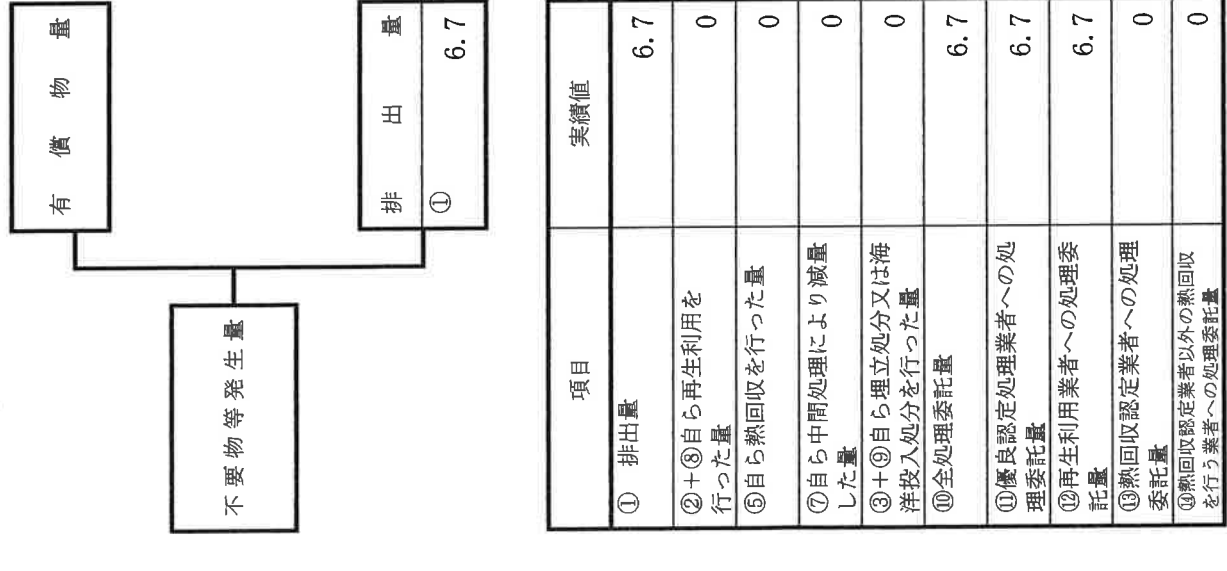 有償物量
不要物等発生量
排出量
① 6.7
項目 実績値
① 排出量 6.7
②+⑧自ら再生利用を
行った量 0
⑤自ら熱回収を行った量 0
⑦自ら中間処理により減量
した量 0
③+⑨自ら埋立処分又は海
洋投入処分を行った量 0
⑩全処理委託量 6.7
⑪優良認定処理業者への処
理委託量 6.7
⑫再生利用業者への処理委
託量 6.7
⑬熱回収認定業者への処理
委託量 0
⑭熱回収認定業者以外の熱回収
を行う業者への処理委託量 0